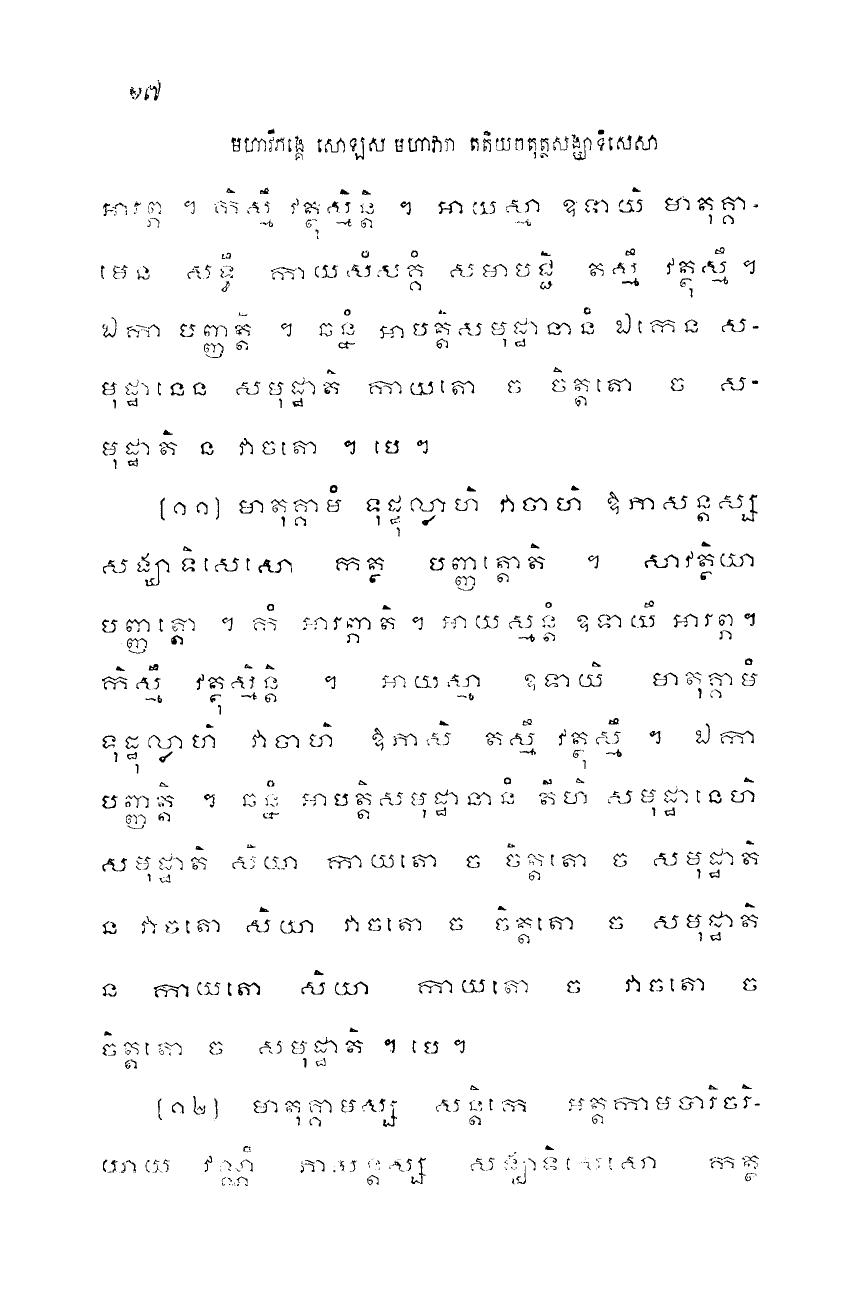 ១៧
មហាវិភង្គេ សោឡស មហាវារា តតិយចតុត្ថសង្ឃាទិសេសា
អារព្ភ ។ កិស្មឹ វត្ថុស្មិន្តិ ។ អាយស្មា ឧទាយិ មាតុគ្គា-
មេន សទ្ធឹ កាយសំសគ្គំ សមាបជ្ជិ តស្មឹ វត្ថុស្មឹ ។
ឯកា បញ្ញត្តិ ។ ឆន្នំ អាបត្តិសមុដ្ឋានានំ ឯកេន ស-
មុដ្ឋានេន សមុដ្ឋាតិ កាយតោ ច ចិត្តតោ ច ស-
មុដ្ឋាតិ ន វាចតោ ។ បេ ។
(១១) មាតុគ្គាមំ ទុដ្ឋុល្លាហិ វាចាហិ ឱភាសន្តស្ស
សង្ឃាទិសេសោ កត្ថ បញ្ញត្តោតិ ។ សាវត្ថិយា
បញ្ញត្តោ ។ កំ អារព្ភាតិ ។ អាយស្មន្តំ ឧទាយឹ អារព្ភ ។
កិស្មឹ វត្ថុស្មិន្តិ ។ អាយស្មា ឧទាយិ មាតុគ្គាមំ
ទុដ្ឋុល្លាហិ វាចាហិ ឱភាសិ តស្មឹ វត្ថុស្មឹ ។ ឯកា
បញ្ញត្តិ ។ ឆន្នំ អាបត្តិសមុដ្ឋានានំ តីហិ សមុដ្ឋានេហិ
សមុដ្ឋាតិ សិយា កាយតោ ច ចិត្តតោ ច សមុដ្ឋាតិ
ន វាចតោ សិយា វាចតោ ច ចិត្តតោ ច សមុដ្ឋាតិ
ន កាយតោ សិយា កាយតោ ច វាចតោ ច
ចិត្តតោ ច សមុដ្ឋាតិ ។ បេ ។
(១២) មាតុគ្គាមស្ស សន្តិកេ អត្តកាមបារិចរិ-
យាយ វណ្ណំ ភាសន្តស្ស សង្ឃាទិសេសោ កត្ថ